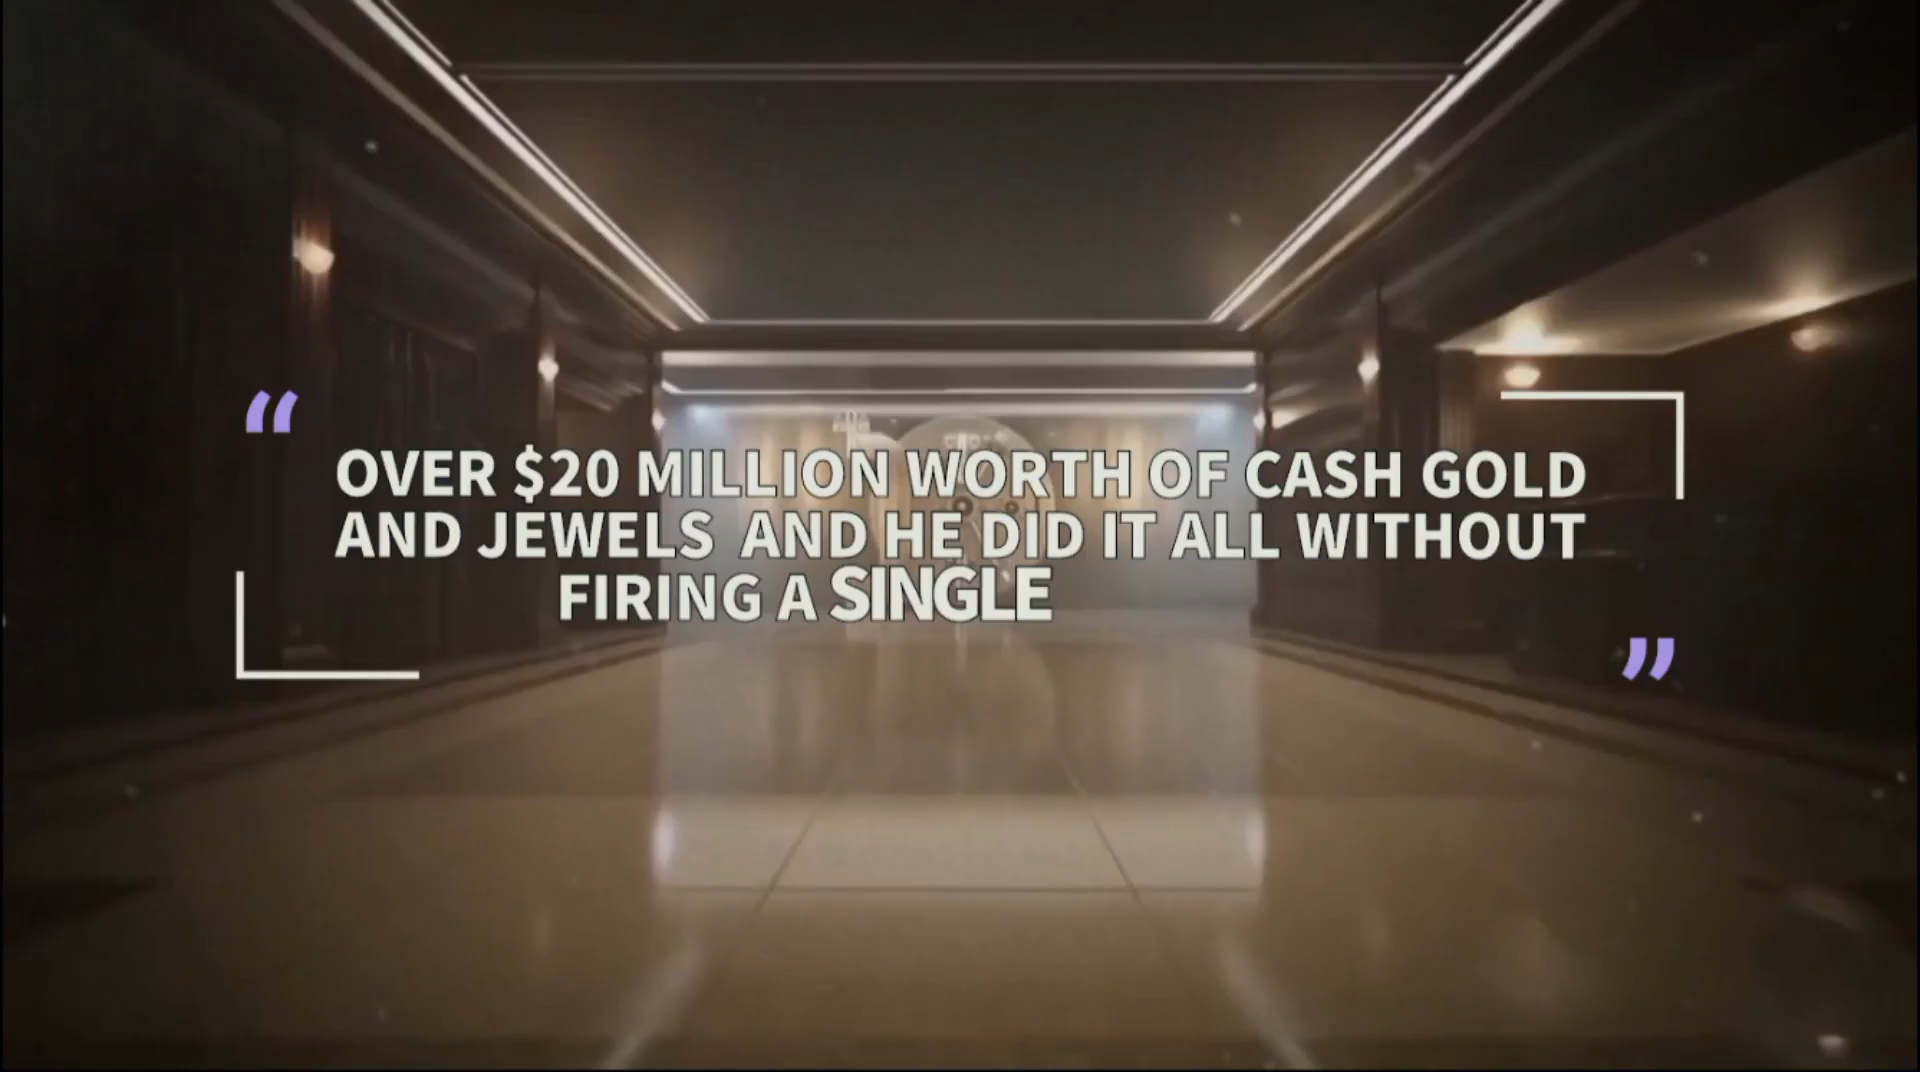 “
OVER $20 MILLION WORTH OF CASH GOLD
AND JEWELS  AND HE DID IT ALL WITHOUT
FIRING A SINGLE
”